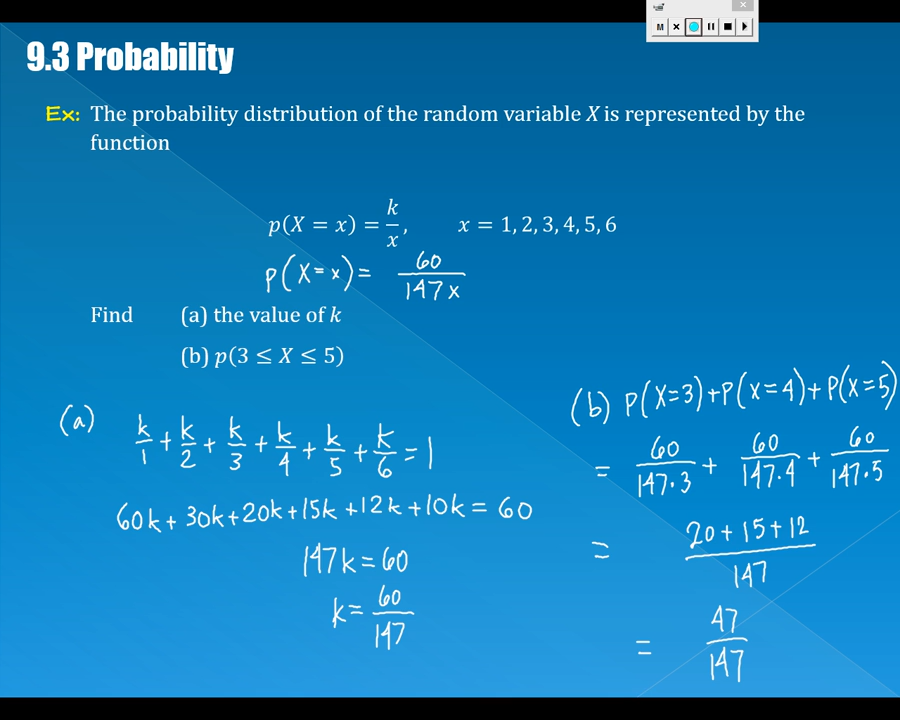 M
9.3 Probability
Ex: The probability distribution of the random variable X is represented by the
function
p(X = x) = k/x, x = 1, 2, 3, 4, 5, 6
P(X=x) = 60/147x
Find (a) the value of k
(b) p(3 ≤ X ≤ 5)
(a) k/1 + k/2 + k/3 + k/4 + k/5 + k/6 = 1
60k + 30k + 20k + 15k + 12k + 10k = 60
147k = 60
k = 60/147
(b) P(X=3) + P(X=4) + P(X=5)
= 60/147·3 + 60/147·4 + 60/147·5
= 20 + 15 + 12/147
= 47/147